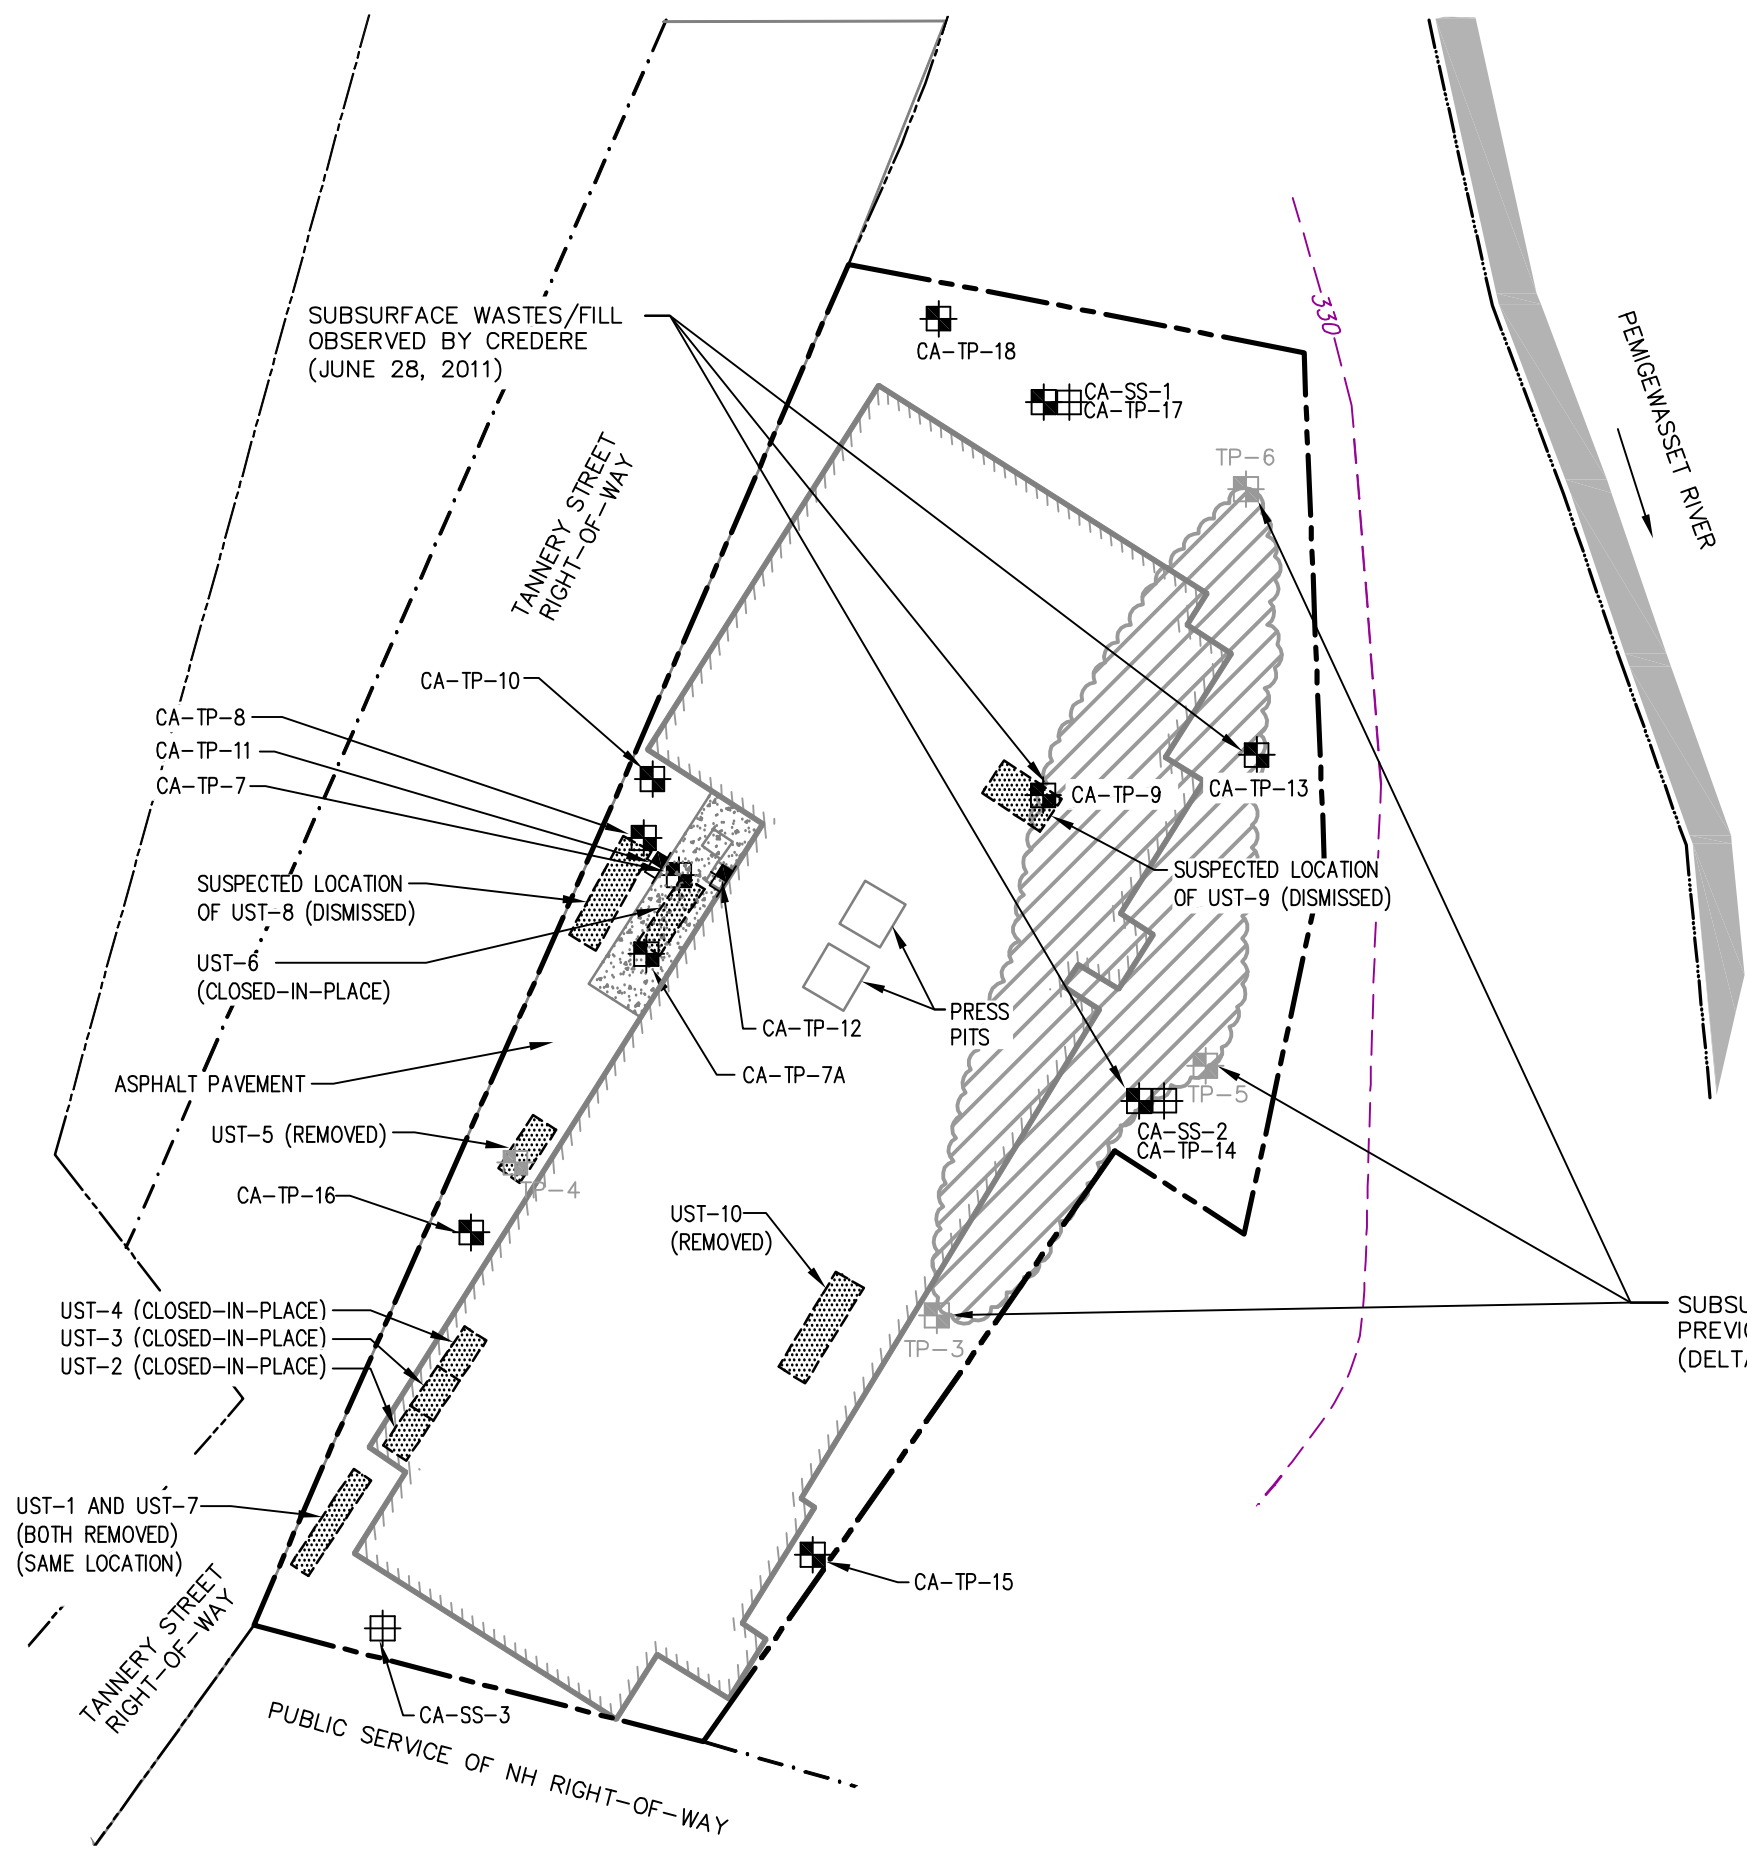 SUBSURFACE WASTES/FILL
OBSERVED BY CREDERE
(JUNE 28, 2011)
CA-TP-18
CA-SS-1
CA-TP-17
330
PEMIGEWASSET RIVER
TP-6
TANNERY STREET
RIGHT-OF-WAY
CA-TP-10
CA-TP-8
CA-TP-11
CA-TP-7
CA-TP-9
CA-TP-13
SUSPECTED LOCATION
OF UST-8 (DISMISSED)
SUSPECTED LOCATION
OF UST-9 (DISMISSED)
UST-6
(CLOSED-IN-PLACE)
PRESS
PITS
CA-TP-12
CA-TP-7A
ASPHALT PAVEMENT
TP-5
UST-5 (REMOVED)
CA-SS-2
CA-TP-14
TP-4
CA-TP-16
UST-10
(REMOVED)
UST-4 (CLOSED-IN-PLACE)
UST-3 (CLOSED-IN-PLACE)
UST-2 (CLOSED-IN-PLACE)
TP-3
SUBSU
PREVIO
(DELTA
UST-1 AND UST-7
(BOTH REMOVED)
(SAME LOCATION)
CA-TP-15
TANNERY STREET
RIGHT-OF-WAY
CA-SS-3
PUBLIC SERVICE OF NH RIGHT-OF-WAY